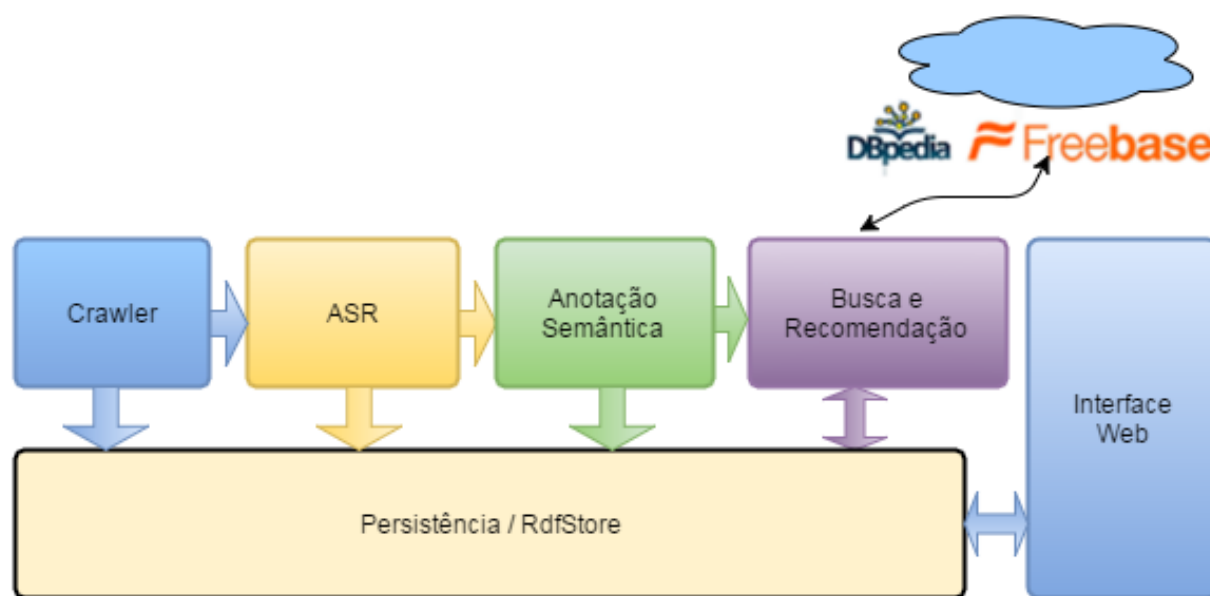 DBpedia
Freebase
Crawler
ASR
Anotação
Semântica
Busca e
Recomendação
Interface
Web
Persistência / RdfStore